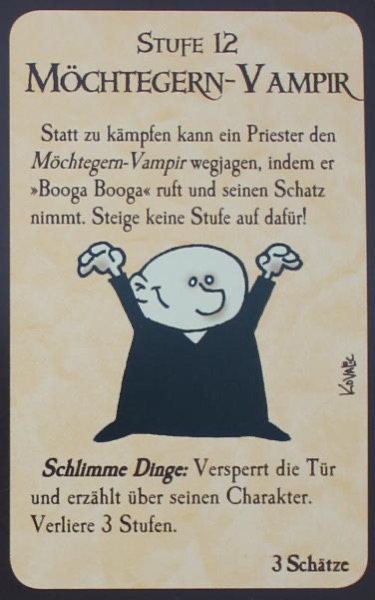 Stufe 12
Möchtegern-Vampir
Statt zu kämpfen kann ein Priester den
Möchtegern-Vampir wegjagen, indem er
»Booga Booga« ruft und seinen Schatz
nimmt. Steige keine Stufe auf dafür!
Kovalic
Schlimme Dinge: Versperrt die Tür
und erzählt über seinen Charakter.
Verliere 3 Stufen.
3 Schätze